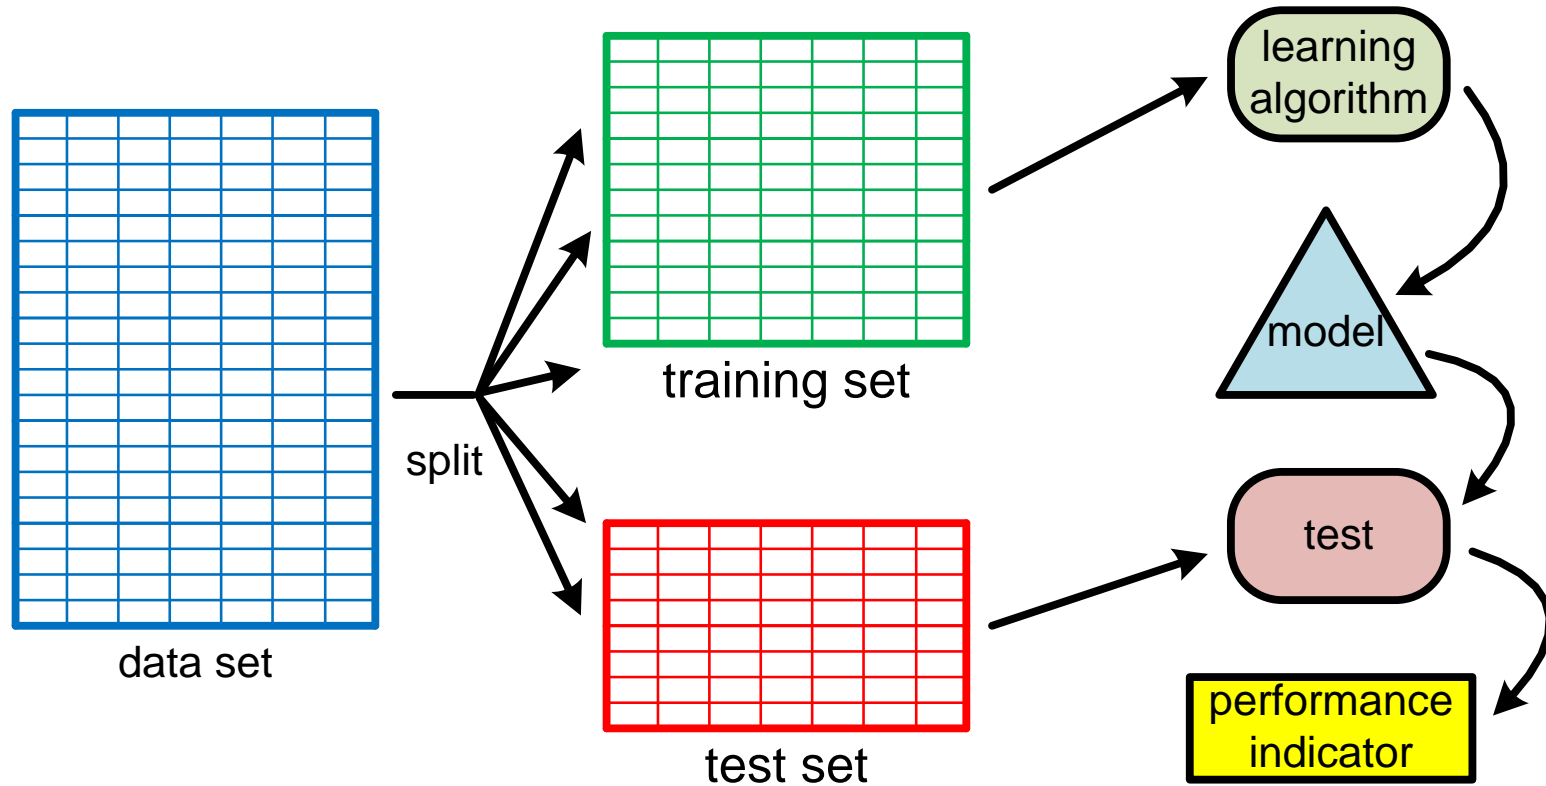 data set
split
training set
test set
learning
algorithm
model
test
performance
indicator